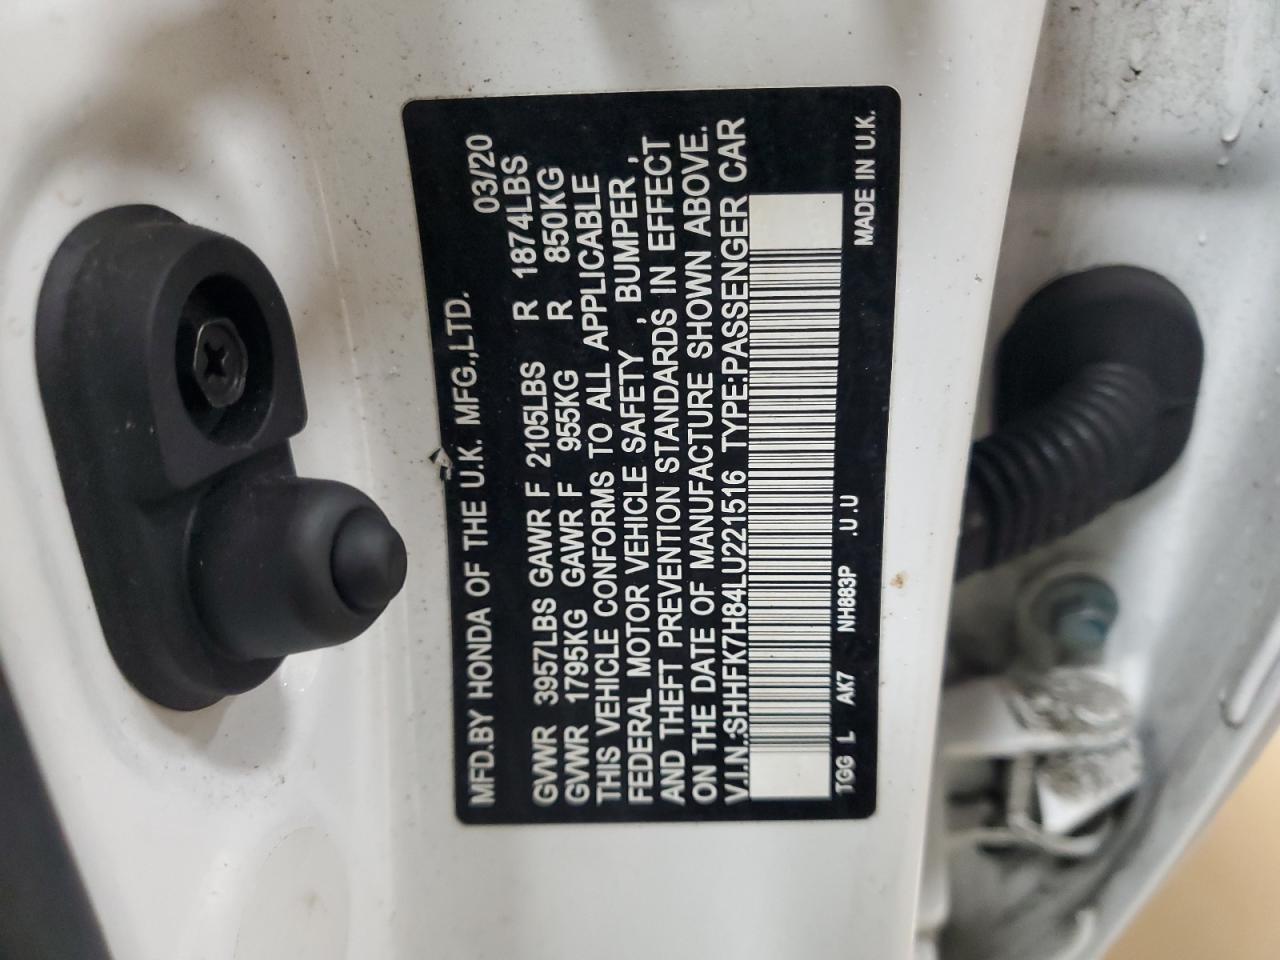 MFD.BY HONDA OF THE U.K. MFG.,LTD. 03/20
GVWR 3957LBS GAWR F 2105LBS R 1874LBS
GVWR 1795KG GAWR F 955KG R 850KG
THIS VEHICLE CONFORMS TO ALL APPLICABLE
FEDERAL MOTOR VEHICLE SAFETY , BUMPER ,
AND THEFT PREVENTION STANDARDS IN EFFECT
ON THE DATE OF MANUFACTURE SHOWN ABOVE.
V.I.N.:SHHFK7H84LU221516 TYPE:PASSENGER CAR
TGG L AK7 NH883P .U.U MADE IN U.K.